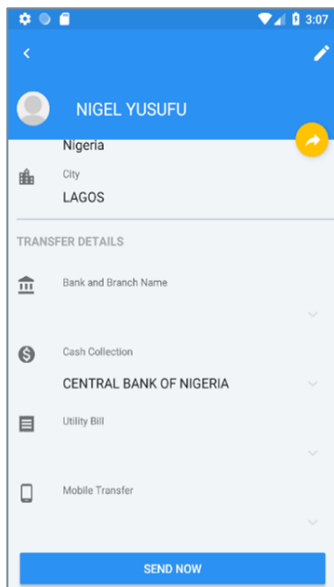 3:07
NIGEL YUSUFU
Nigeria
City
LAGOS
TRANSFER DETAILS
Bank and Branch Name
Cash Collection
CENTRAL BANK OF NIGERIA
Utility Bill
Mobile Transfer
SEND NOW